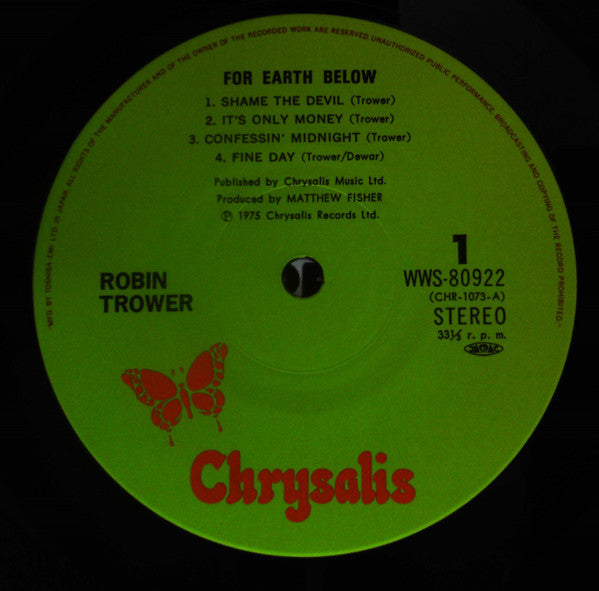 "MFD. BY TOSHIBA-EMI LTD. IN JAPAN. ALL RIGHTS OF THE MANUFACTURER AND OF THE OWNER OF THE RECORDED WORK ARE RESERVED. UNAUTHORIZED PUBLIC PERFORMANCE, BROADCASTING AND COPYING OF THE RECORD PROHIBITED."
FOR EARTH BELOW
1. SHAME THE DEVIL (Trower)
2. IT'S ONLY MONEY (Trower)
3. CONFESSIN' MIDNIGHT (Trower)
4. FINE DAY (Trower/Dewar)
Published by Chrysalis Music Ltd.
Produced by MATTHEW FISHER
Ⓟ 1975 Chrysalis Records Ltd.
ROBIN
TROWER
1
WWS-80922
(CHR-1073-A)
STEREO
33⅓ r. p. m.
JASRAC
Chrysalis